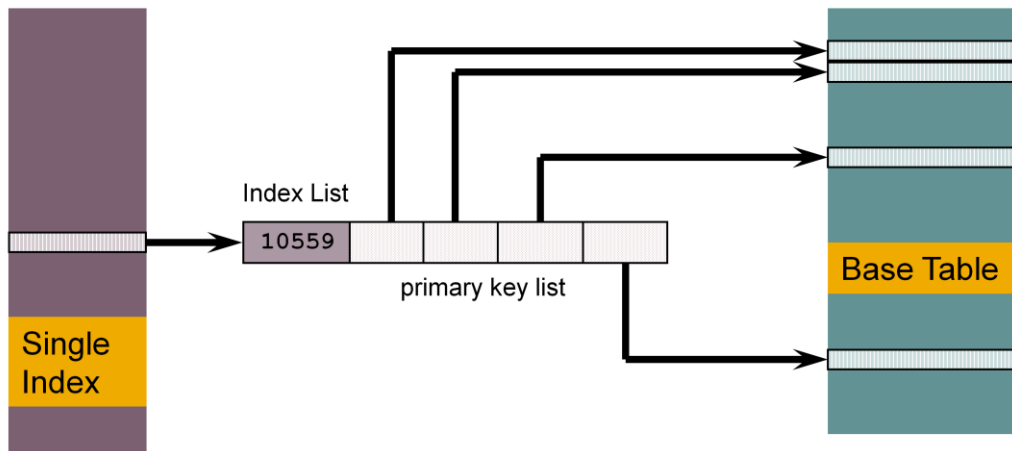 Index List
10559
primary key list
Single
Index
Base Table